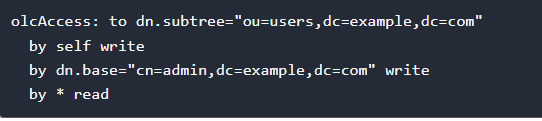 olcAccess: to dn.subtree="ou=users,dc=example,dc=com"
  by self write
  by dn.base="cn=admin,dc=example,dc=com" write
  by * read